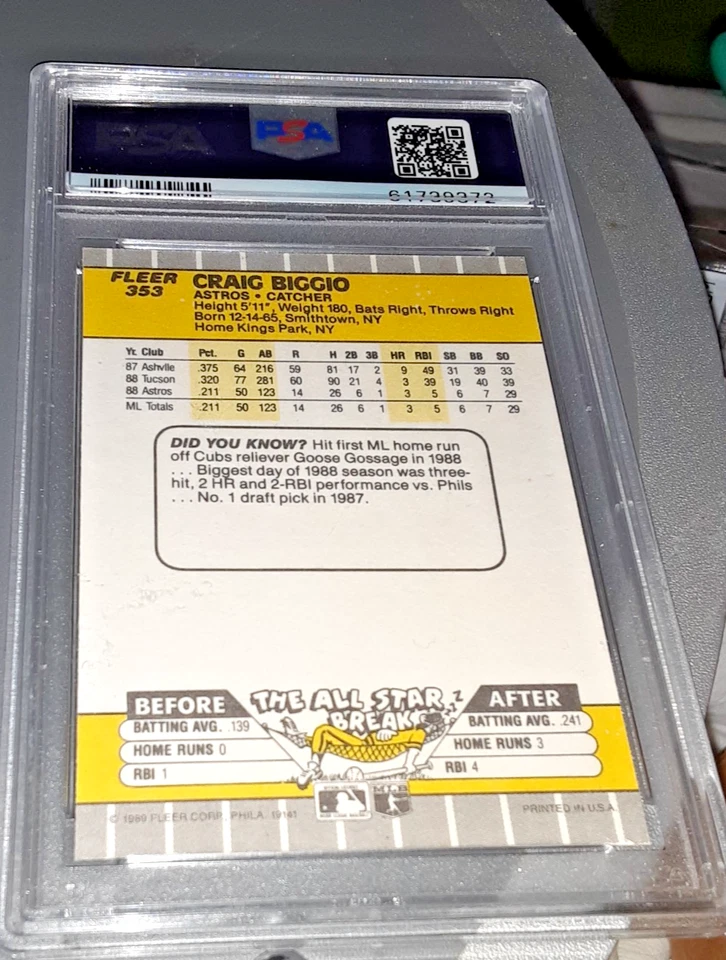 PSA
PSA
61739372
FLEER
353
CRAIG BIGGIO
ASTROS • CATCHER
Height 5'11", Weight 180, Bats Right, Throws Right
Born 12-14-65, Smithtown, NY
Home Kings Park, NY
Yr. Club Pct. G AB R H 2B 3B HR RBI SB BB SO
87 Ashvlle .375 64 216 59 81 17 2 9 49 31 39 33
88 Tucson .320 77 281 60 90 21 4 3 39 19 40 39
88 Astros .211 50 123 14 26 6 1 3 5 6 7 29
ML Totals .211 50 123 14 26 6 1 3 5 6 7 29
DID YOU KNOW? Hit first ML home run
off Cubs reliever Goose Gossage in 1988
. . . Biggest day of 1988 season was three-
hit, 2 HR and 2-RBI performance vs. Phils
. . . No. 1 draft pick in 1987.
THE ALL STAR
BREAK
BEFORE
BATTING AVG. .139
HOME RUNS 0
RBI 1
AFTER
BATTING AVG. .241
HOME RUNS 3
RBI 4
© 1989 FLEER CORP. PHILA. 19141
PRINTED IN U.S.A.